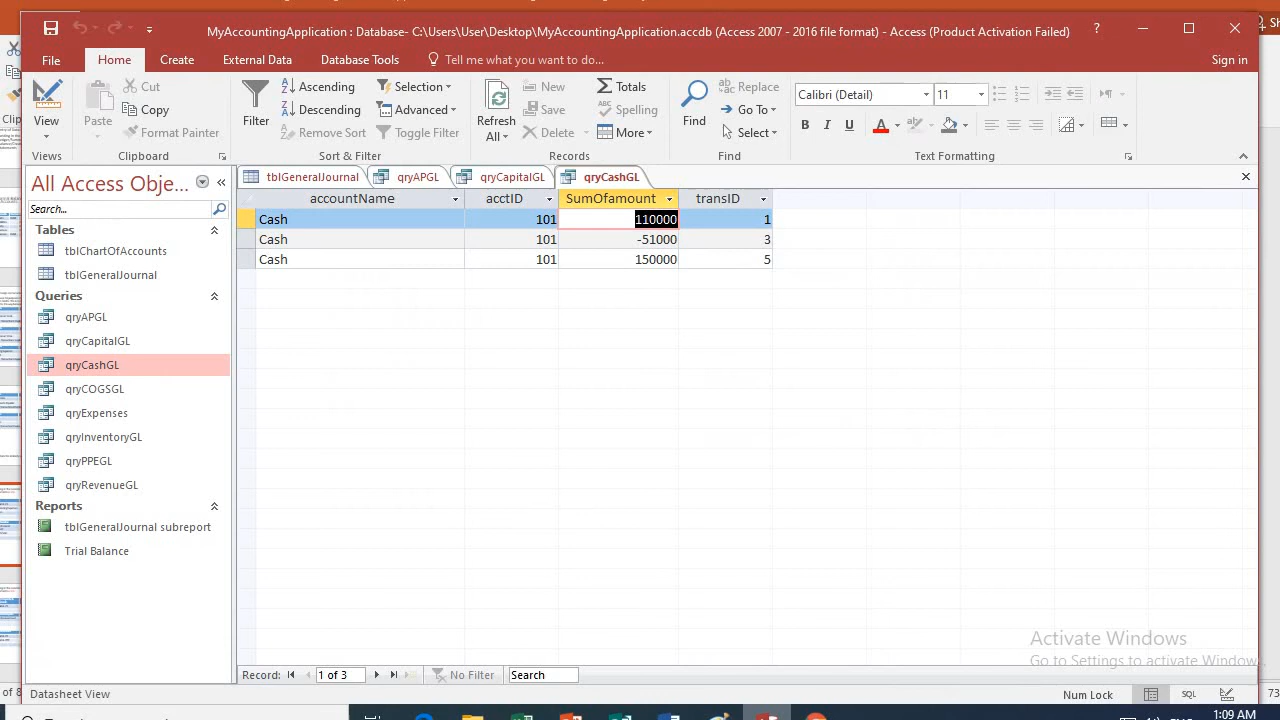 MyAccountingApplication : Database- C:\Users\User\Desktop\MyAccountingApplication.accdb (Access 2007 - 2016 file format) - Access (Product Activation Failed)
?
File Home Create External Data Database Tools Tell me what you want to do... Sign in
View
Views
Paste
Cut
Copy
Format Painter
Clipboard
Filter
Ascending
Descending
Remove Sort
Selection
Advanced
Toggle Filter
Sort & Filter
Refresh
All
New
Save
Delete
Totals
Spelling
More
Records
Find
Replace
Go To
Select
Find
Calibri (Detail) 11
B I U A
Text Formatting
All Access Obje...
Search...
Tables
tblChartOfAccounts
tblGeneralJournal
Queries
qryAPGL
qryCapitalGL
qryCashGL
qryCOGSGL
qryExpenses
qryInventoryGL
qryPPEGL
qryRevenueGL
Reports
tblGeneralJournal subreport
Trial Balance
tblGeneralJournal qryAPGL qryCapitalGL qryCashGL
accountName acctID SumOfamount transID
Cash 101 110000 1
Cash 101 -51000 3
Cash 101 150000 5
Activate Windows
Go to Settings to activate Windows.
Record: 1 of 3 No Filter Search
Datasheet View Num Lock SQL
1:09 AM